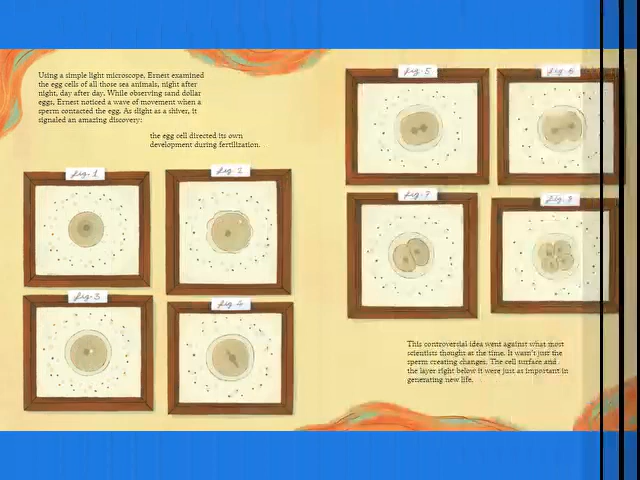 Using a simple light microscope, Ernest examined
the egg cells of all those sea animals, night after
night, day after day. While observing sand dollar
eggs, Ernest noticed a wave of movement when a
sperm contacted the egg. As slight as a shiver, it
signaled an amazing discovery:
the egg cell directed its own
development during fertilization.
fig. 1
fig. 2
fig. 3
fig. 4
fig. 5
fig. 6
fig. 7
fig. 8
This controversial idea went against what most
scientists thought at the time. It wasn't just the
sperm creating changes. The cell surface and
the layer right below it were just as important in
generating new life.